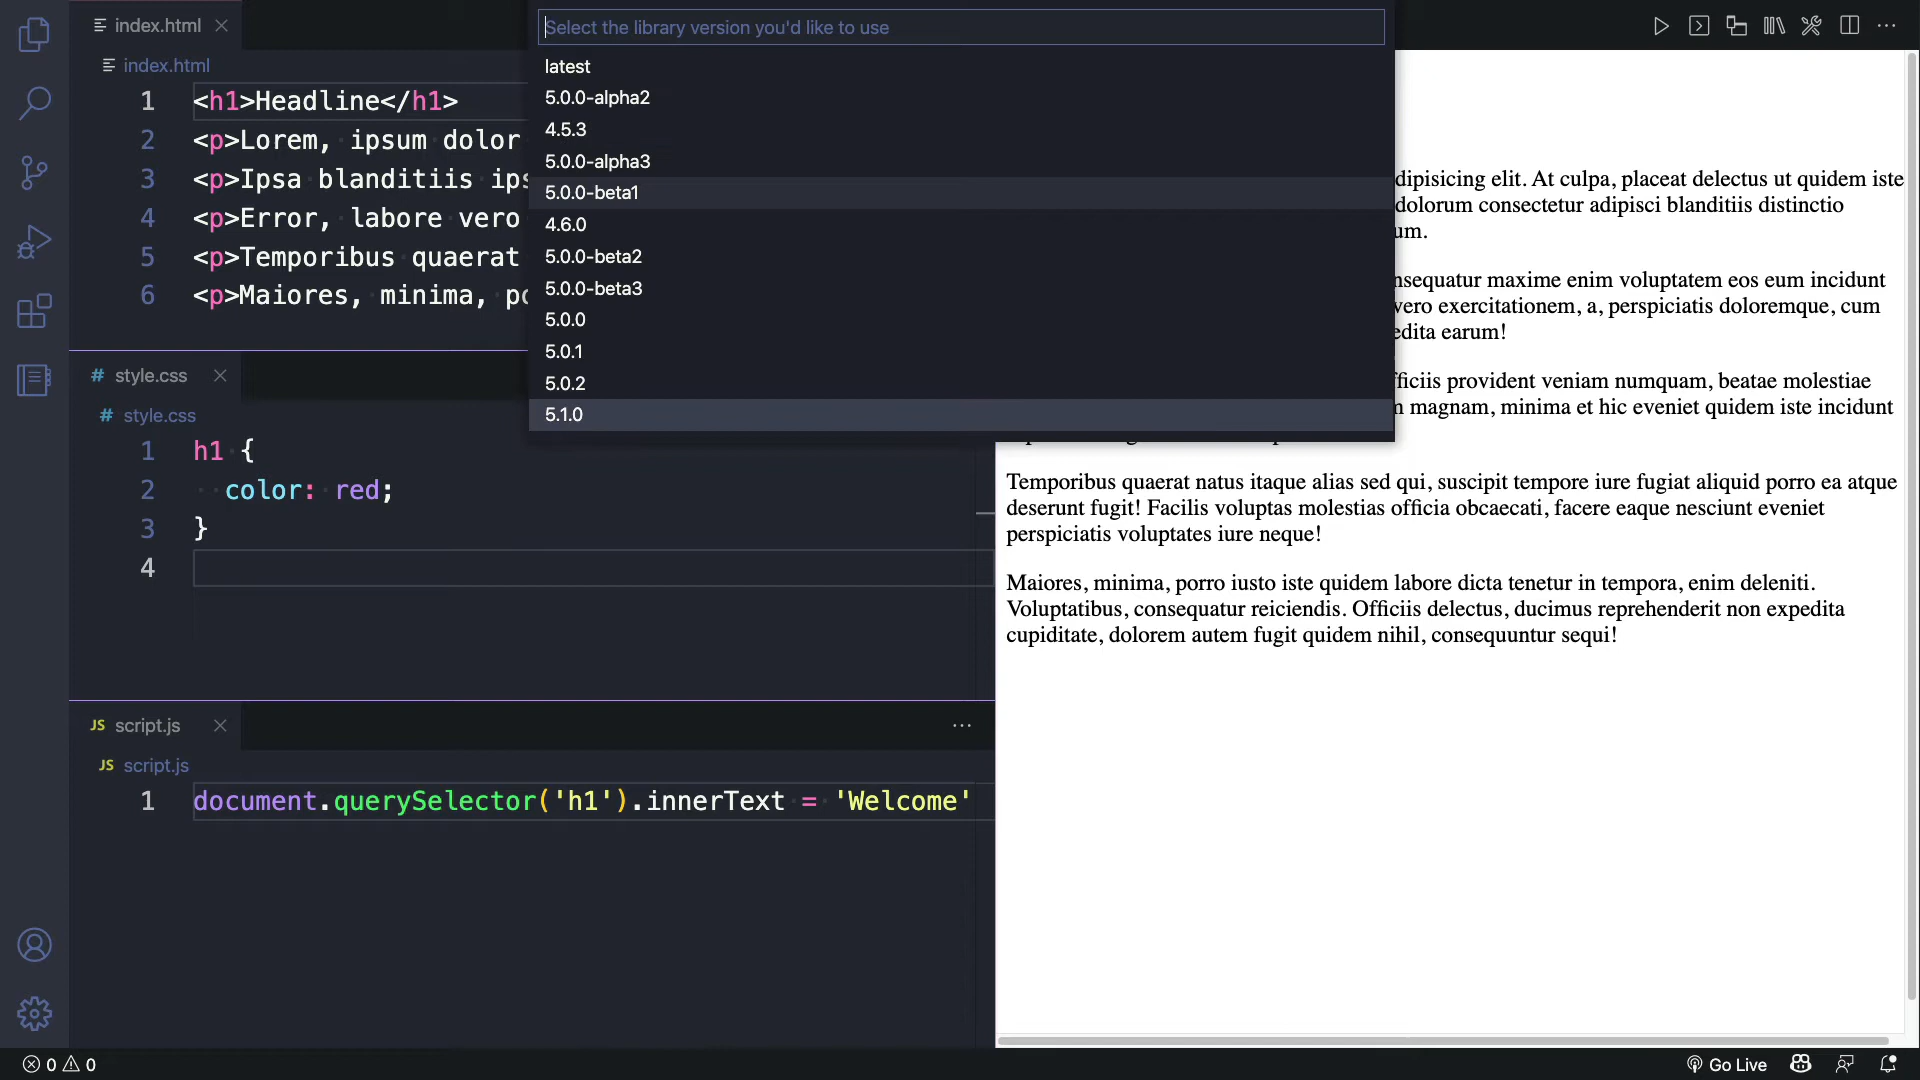 index.html
index.html
1 <h1>Headline</h1>
2 <p>Lorem, ipsum dolor
3 <p>Ipsa blanditiis
4 <p>Error, labore vero
5 <p>Temporibus quaerat
6 <p>Maiores, minima,
Select the library version you'd like to use
latest
5.0.0-alpha2
4.5.3
5.0.0-alpha3
5.0.0-beta1
4.6.0
5.0.0-beta2
5.0.0-beta3
5.0.0
5.0.1
5.0.2
5.1.0
style.css
style.css
1 h1 {
2 color: red;
3 }
4
script.js
script.js
1 document.querySelector('h1').innerText = 'Welcome'
dipisicing elit. At culpa, placeat delectus ut quidem iste
dolorum consectetur adipisci blanditiis distinctio
um.
nsequatur maxime enim voluptatem eos eum incidunt
vero exercitationem, a, perspiciatis doloremque, cum
edita earum!
fficiis provident veniam numquam, beatae molestiae
magnam, minima et hic eveniet quidem iste incidunt
Temporibus quaerat natus itaque alias sed qui, suscipit tempore iure fugiat aliquid porro ea atque
deserunt fugit! Facilis voluptas molestias officia obcaecati, facere eaque nesciunt eveniet
perspiciatis voluptates iure neque!
Maiores, minima, porro iusto iste quidem labore dicta tenetur in tempora, enim deleniti.
Voluptatibus, consequatur reiciendis. Officiis delectus, ducimus reprehenderit non expedita
cupiditate, dolorem autem fugit quidem nihil, consequuntur sequi!
0 0
Go Live